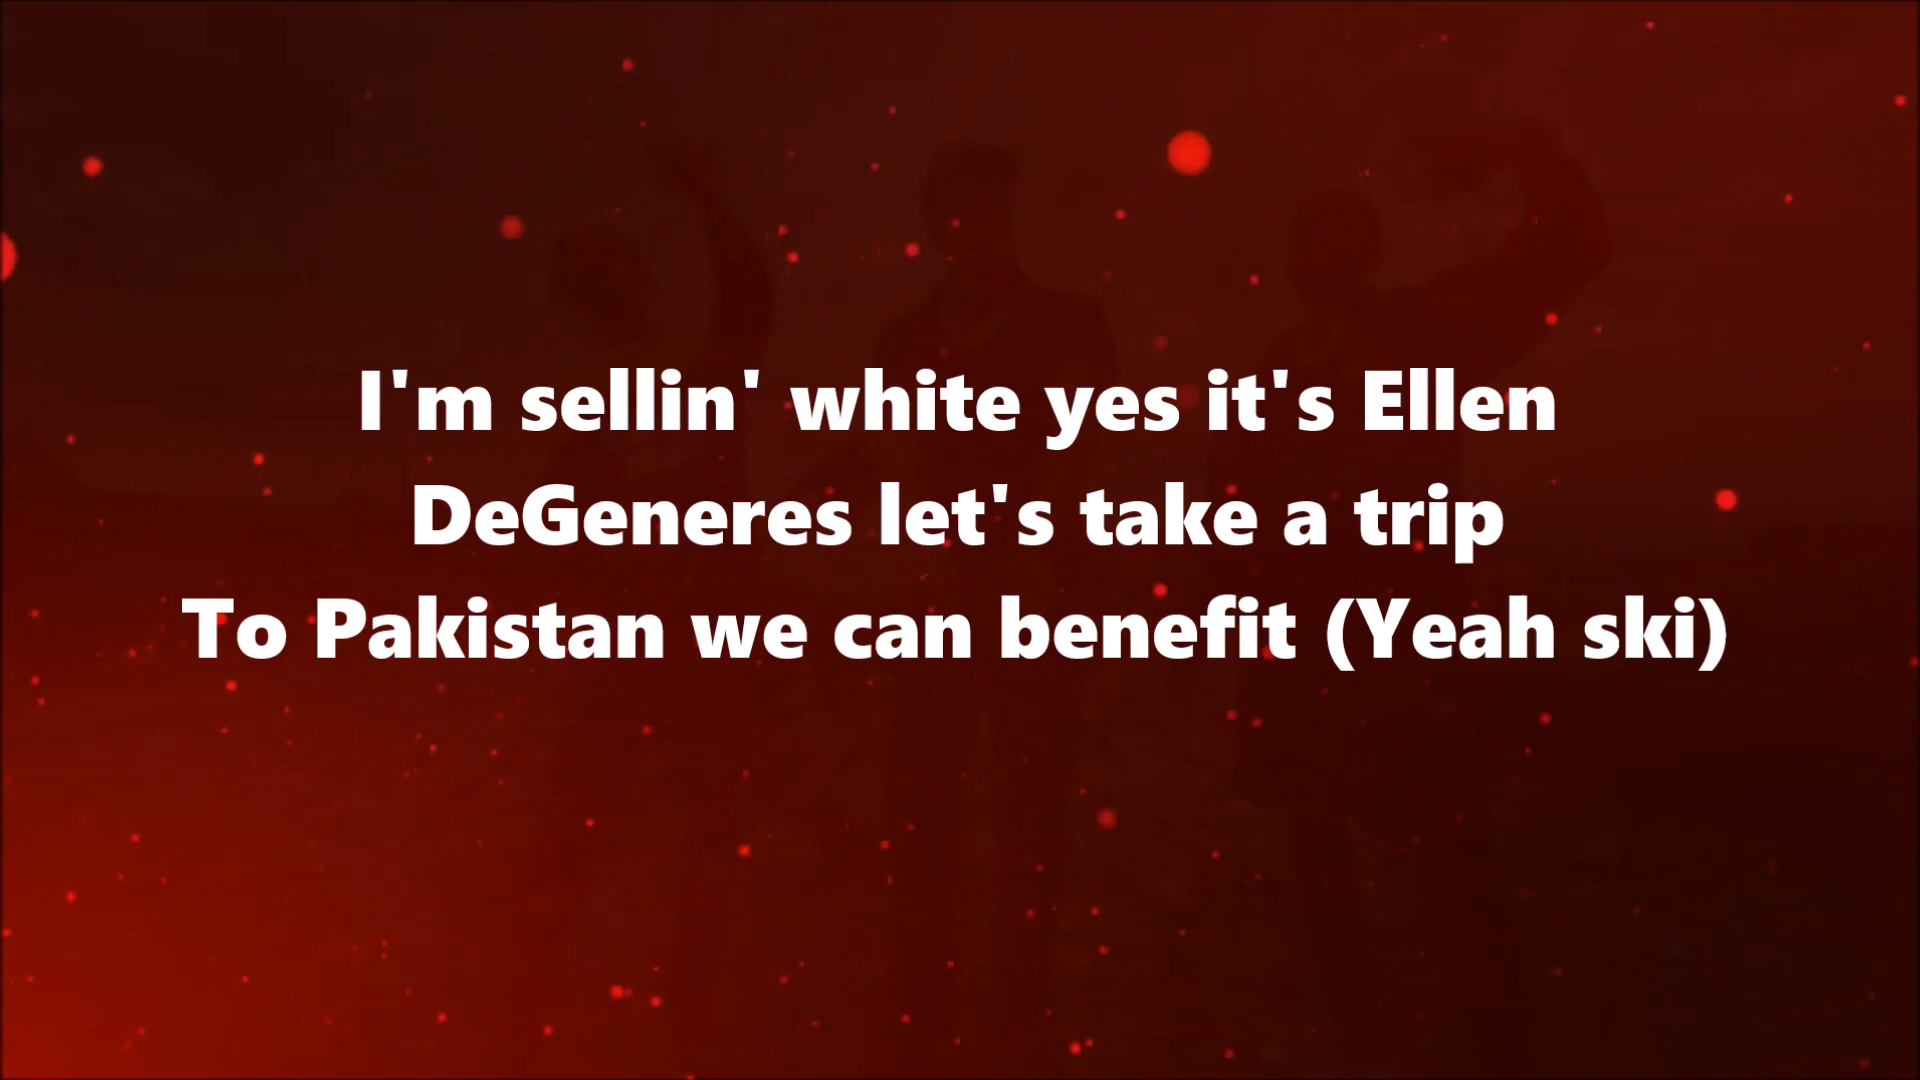 I'm sellin' white yes it's Ellen
DeGeneres let's take a trip
To Pakistan we can benefit (Yeah ski)